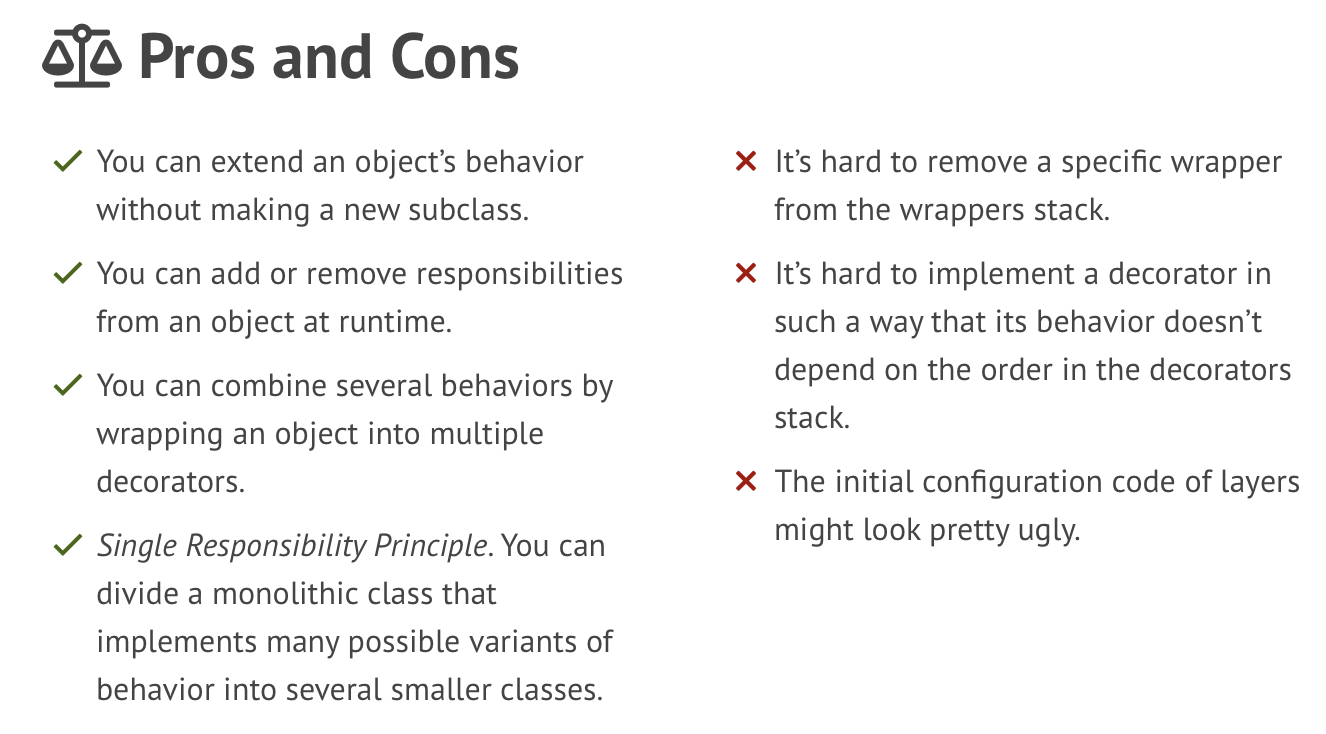 Pros and Cons
You can extend an object’s behavior
without making a new subclass.
You can add or remove responsibilities
from an object at runtime.
You can combine several behaviors by
wrapping an object into multiple
decorators.
Single Responsibility Principle. You can
divide a monolithic class that
implements many possible variants of
behavior into several smaller classes.
It’s hard to remove a specific wrapper
from the wrappers stack.
It’s hard to implement a decorator in
such a way that its behavior doesn’t
depend on the order in the decorators
stack.
The initial configuration code of layers
might look pretty ugly.